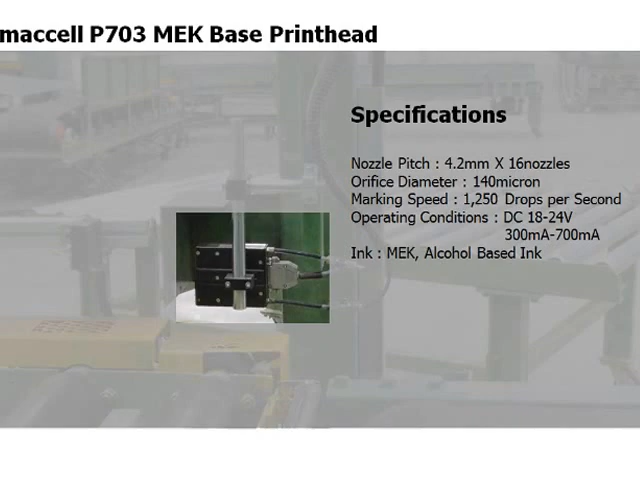 maccell P703 MEK Base Printhead
Specifications
Nozzle Pitch : 4.2mm X 16nozzles
Orifice Diameter : 140micron
Marking Speed : 1,250 Drops per Second
Operating Conditions : DC 18-24V
300mA-700mA
Ink : MEK, Alcohol Based Ink